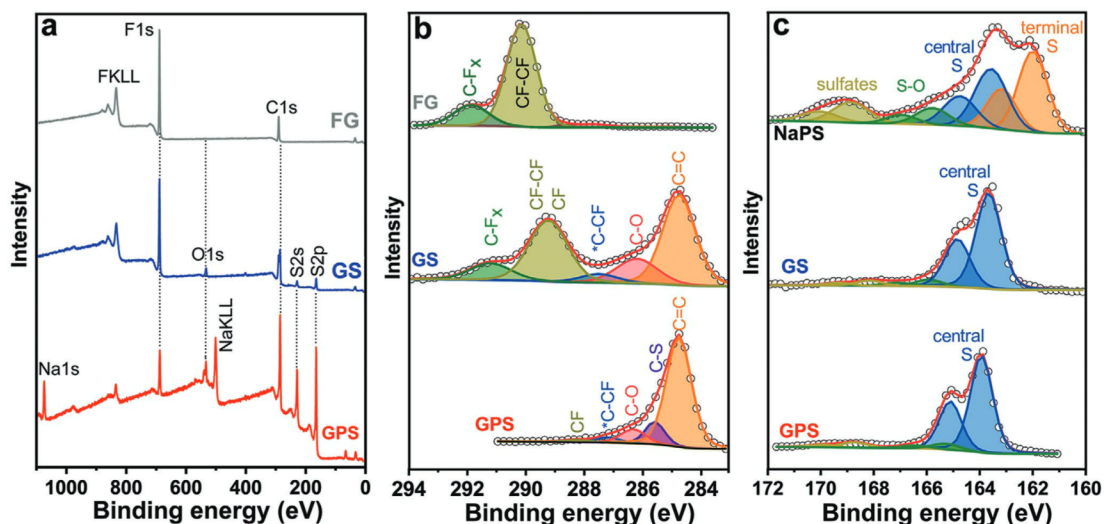 a
F1s
FKLL
C1s
FG
O1s
S2s
S2p
GS
Na1s
NaKLL
GPS
Intensity
1000 800 600 400 200 0
Binding energy (eV)
b
C-Fx
CF-CF
FG
C-Fx
CF-CF
CF
*C-CF
C-O
C=C
GS
CF
*C-CF
C-O
C-S
C=C
GPS
Intensity
294 292 290 288 286 284
Binding energy (eV)
c
terminal
S
central
S
S-O
sulfates
NaPS
central
S
GS
central
S
GPS
Intensity
172 170 168 166 164 162 160
Binding energy (eV)